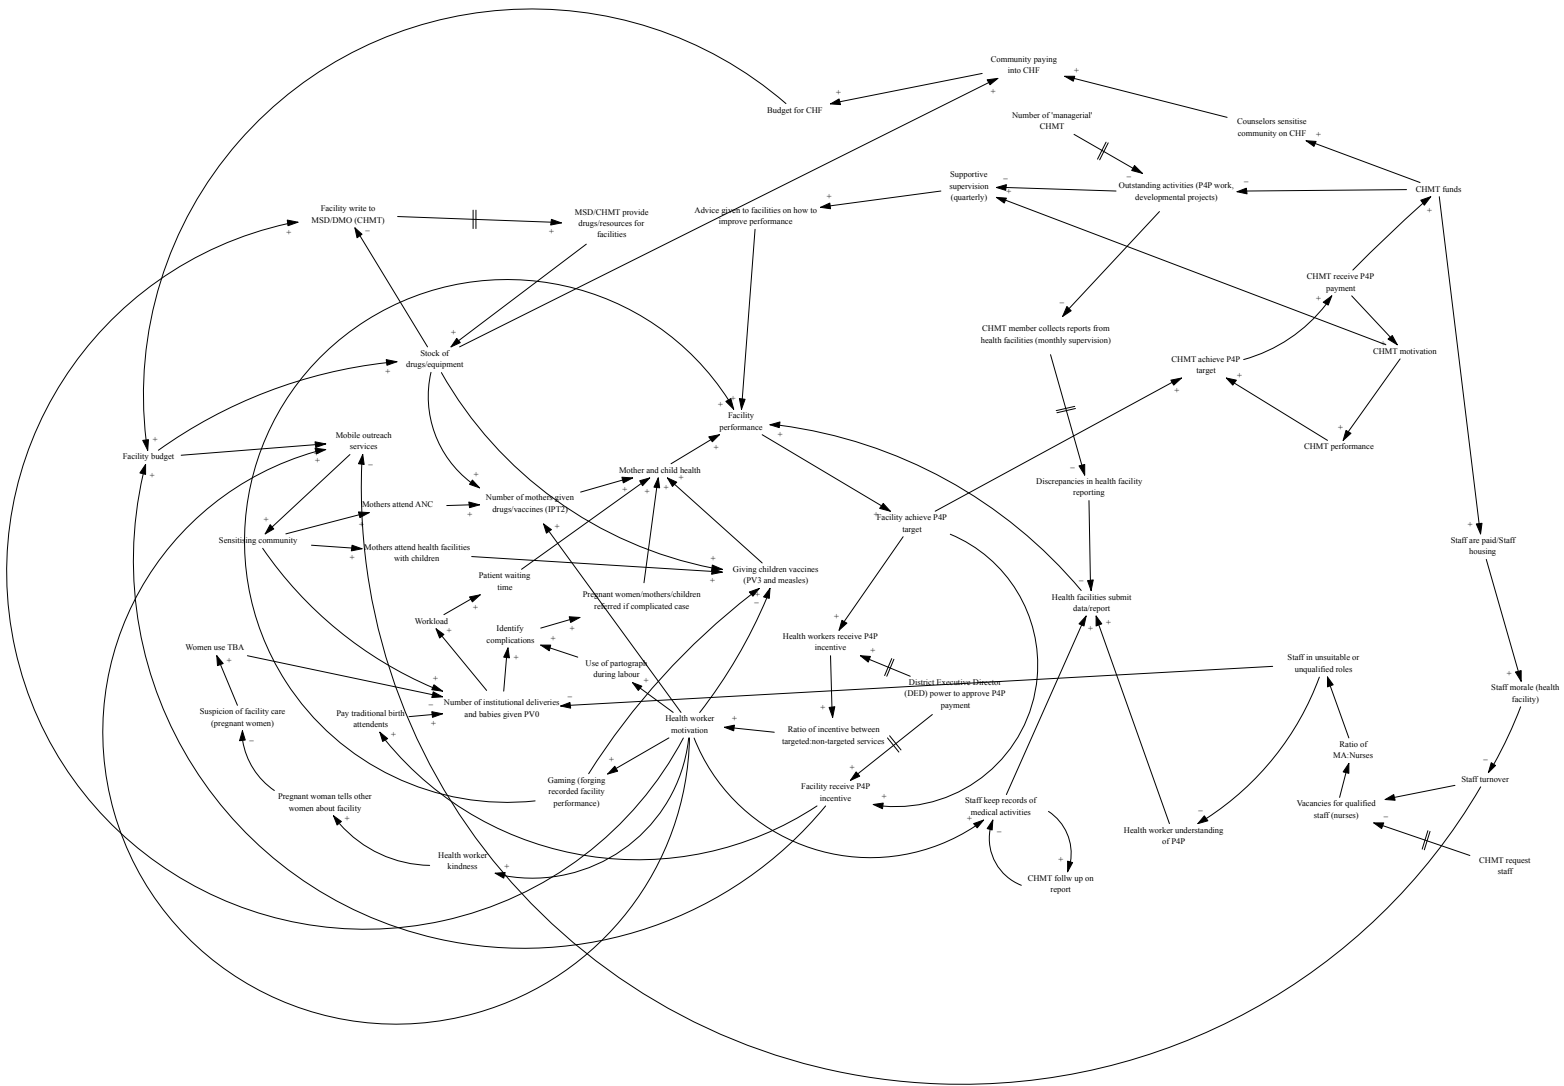 Community paying
into CHF
Budget for CHF
Number of 'managerial'
CHMT
Counselors sensitise
community on CHF
Supportive
supervision
(quarterly)
Outstanding activities (P4P work,
developmental projects)
CHMT funds
Facility write to
MSD/DMO (CHMT)
MSD/CHMT provide
drugs/resources for
facilities
Advice given to facilities on how to
improve performance
CHMT receive P4P
payment
CHMT member collects reports from
health facilities (monthly supervision)
CHMT motivation
Stock of
drugs/equipment
CHMT achieve P4P
target
Facility
performance
Mobile outreach
services
Facility budget
CHMT performance
Mother and child health
Discrepancies in health facility
reporting
Mothers attend ANC
Number of mothers given
drugs/vaccines (IPT2)
Facility achieve P4P
target
Sensitising community
Mothers attend health facilities
with children
Staff are paid/Staff
housing
Patient waiting
time
Giving children vaccines
(PV3 and measles)
Pregnant women/mothers/children
referred if complicated case
Health facilities submit
data/report
Workload
Identify
complications
Health workers receive P4P
incentive
Women use TBA
Use of partograph
during labour
Staff in unsuitable or
unqualified roles
District Executive Director
(DED) power to approve P4P
payment
Staff morale (health
facility)
Suspicion of facility care
(pregnant women)
Pay traditional birth
attendents
Number of institutional deliveries
and babies given PV0
Health worker
motivation
Ratio of incentive between
targeted:non-targeted services
Ratio of
MA:Nurses
Gaming (forging
recorded facility
performance)
Facility receive P4P
incentive
Staff turnover
Pregnant woman tells other
women about facility
Staff keep records of
medical activities
Vacancies for qualified
staff (nurses)
Health worker understanding
of P4P
Health worker
kindness
CHMT request
staff
CHMT follw up on
report